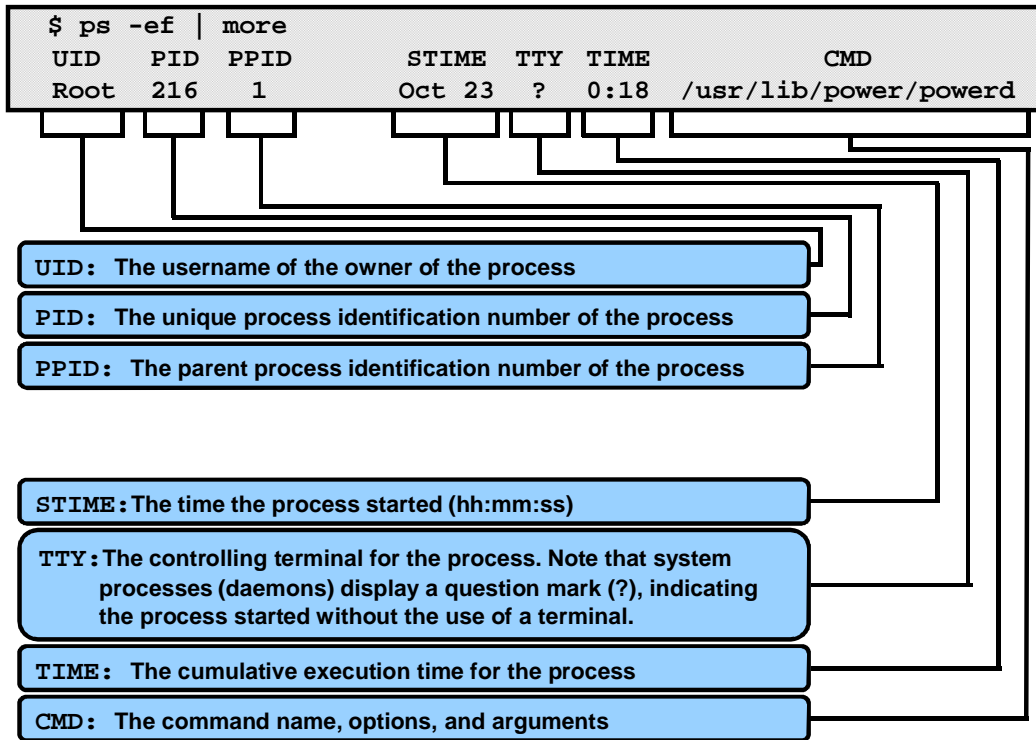 $ ps -ef | more
UID PID PPID STIME TTY TIME CMD
Root 216 1 Oct 23 ? 0:18 /usr/lib/power/powerd
UID: The username of the owner of the process
PID: The unique process identification number of the process
PPID: The parent process identification number of the process
STIME:The time the process started (hh:mm:ss)
TTY:The controlling terminal for the process. Note that system
processes (daemons) display a question mark (?), indicating
the process started without the use of a terminal.
TIME: The cumulative execution time for the process
CMD: The command name, options, and arguments